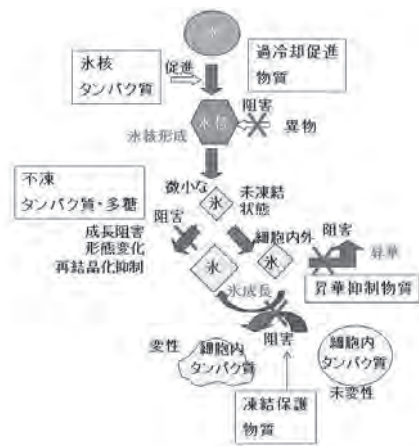 水
過冷却促進
物質
氷核
タンパク質
促進
氷核
阻害
異物
氷核形成
不凍
タンパク質・多糖
微小な
氷
未凍結
状態
阻害
成長阻害
形態変化
再結晶化抑制
細胞内外
阻害
昇華
氷
氷
昇華抑制物質
氷成長
阻害
変性
細胞内
タンパク質
細胞内
タンパク質
未変性
凍結保護
物質